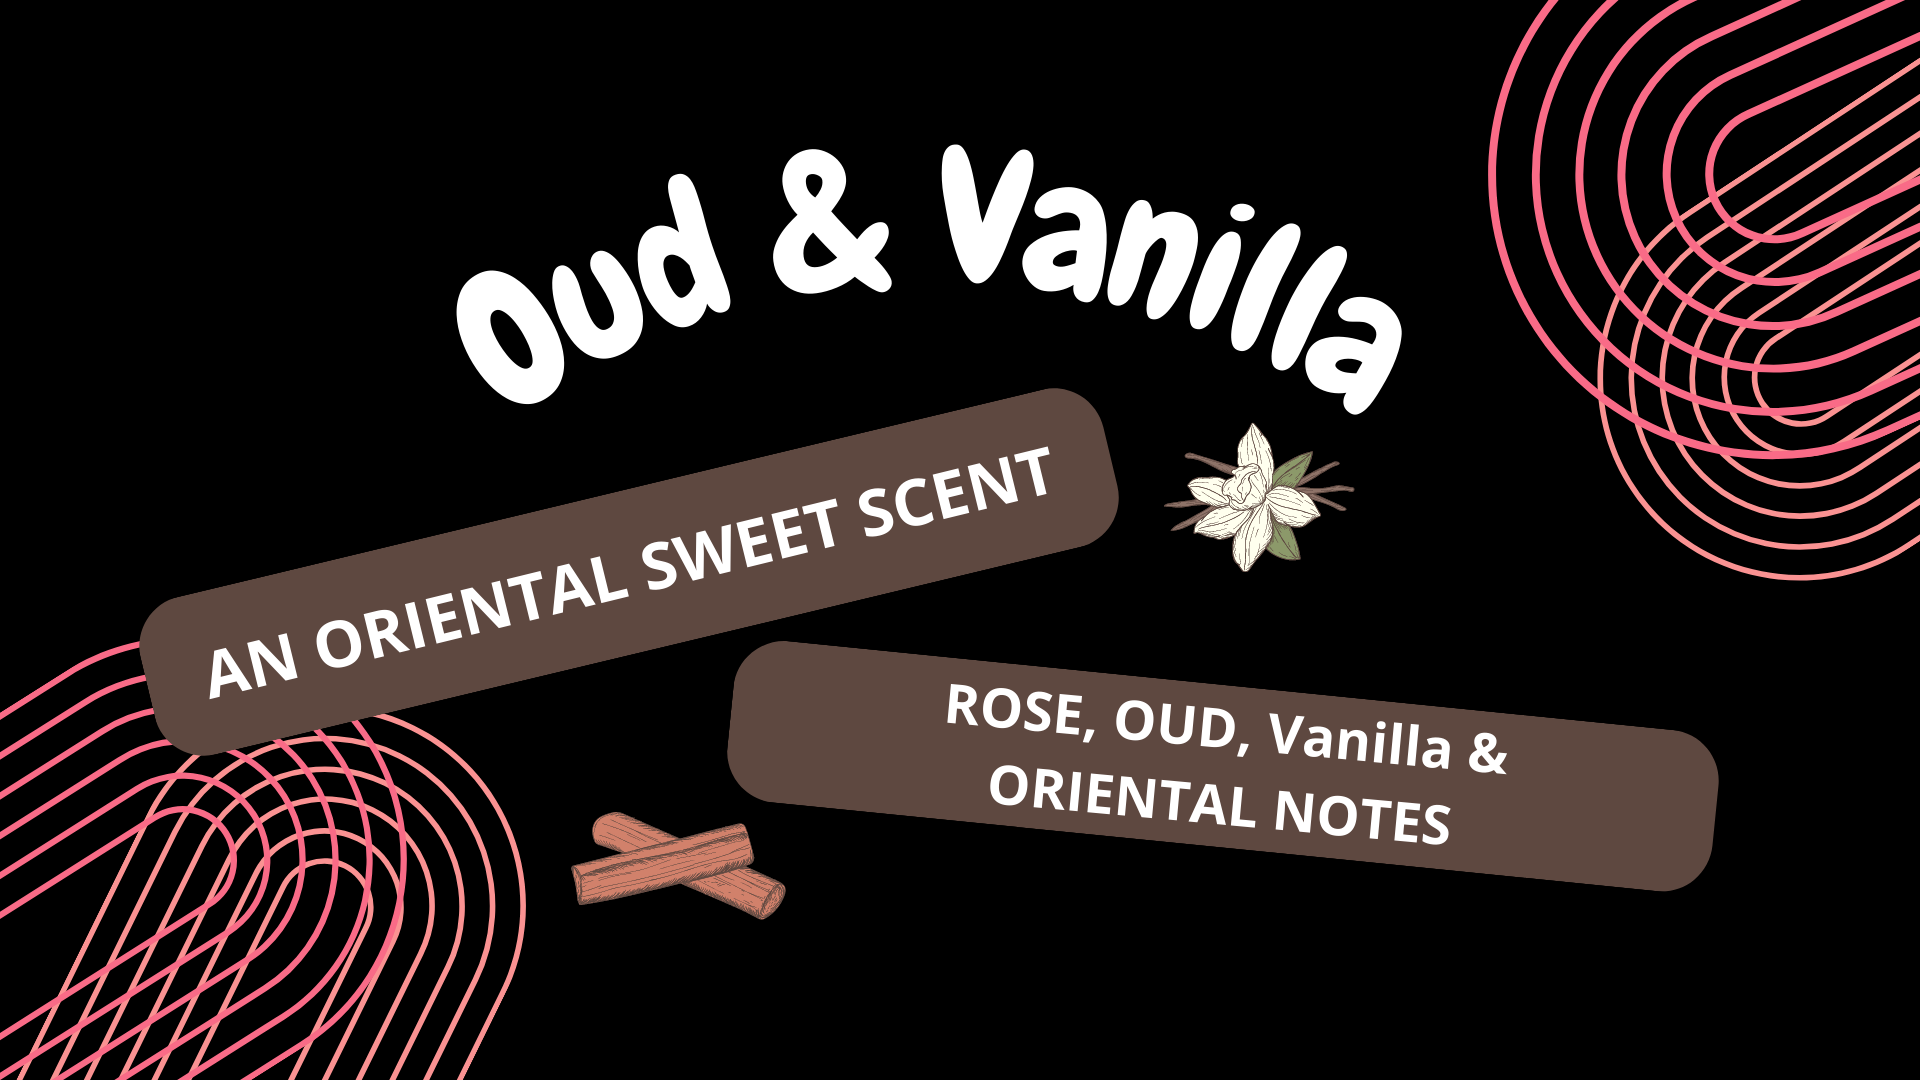 Oud & Vanilla
AN ORIENTAL SWEET SCENT
ROSE, OUD, Vanilla &
ORIENTAL NOTES